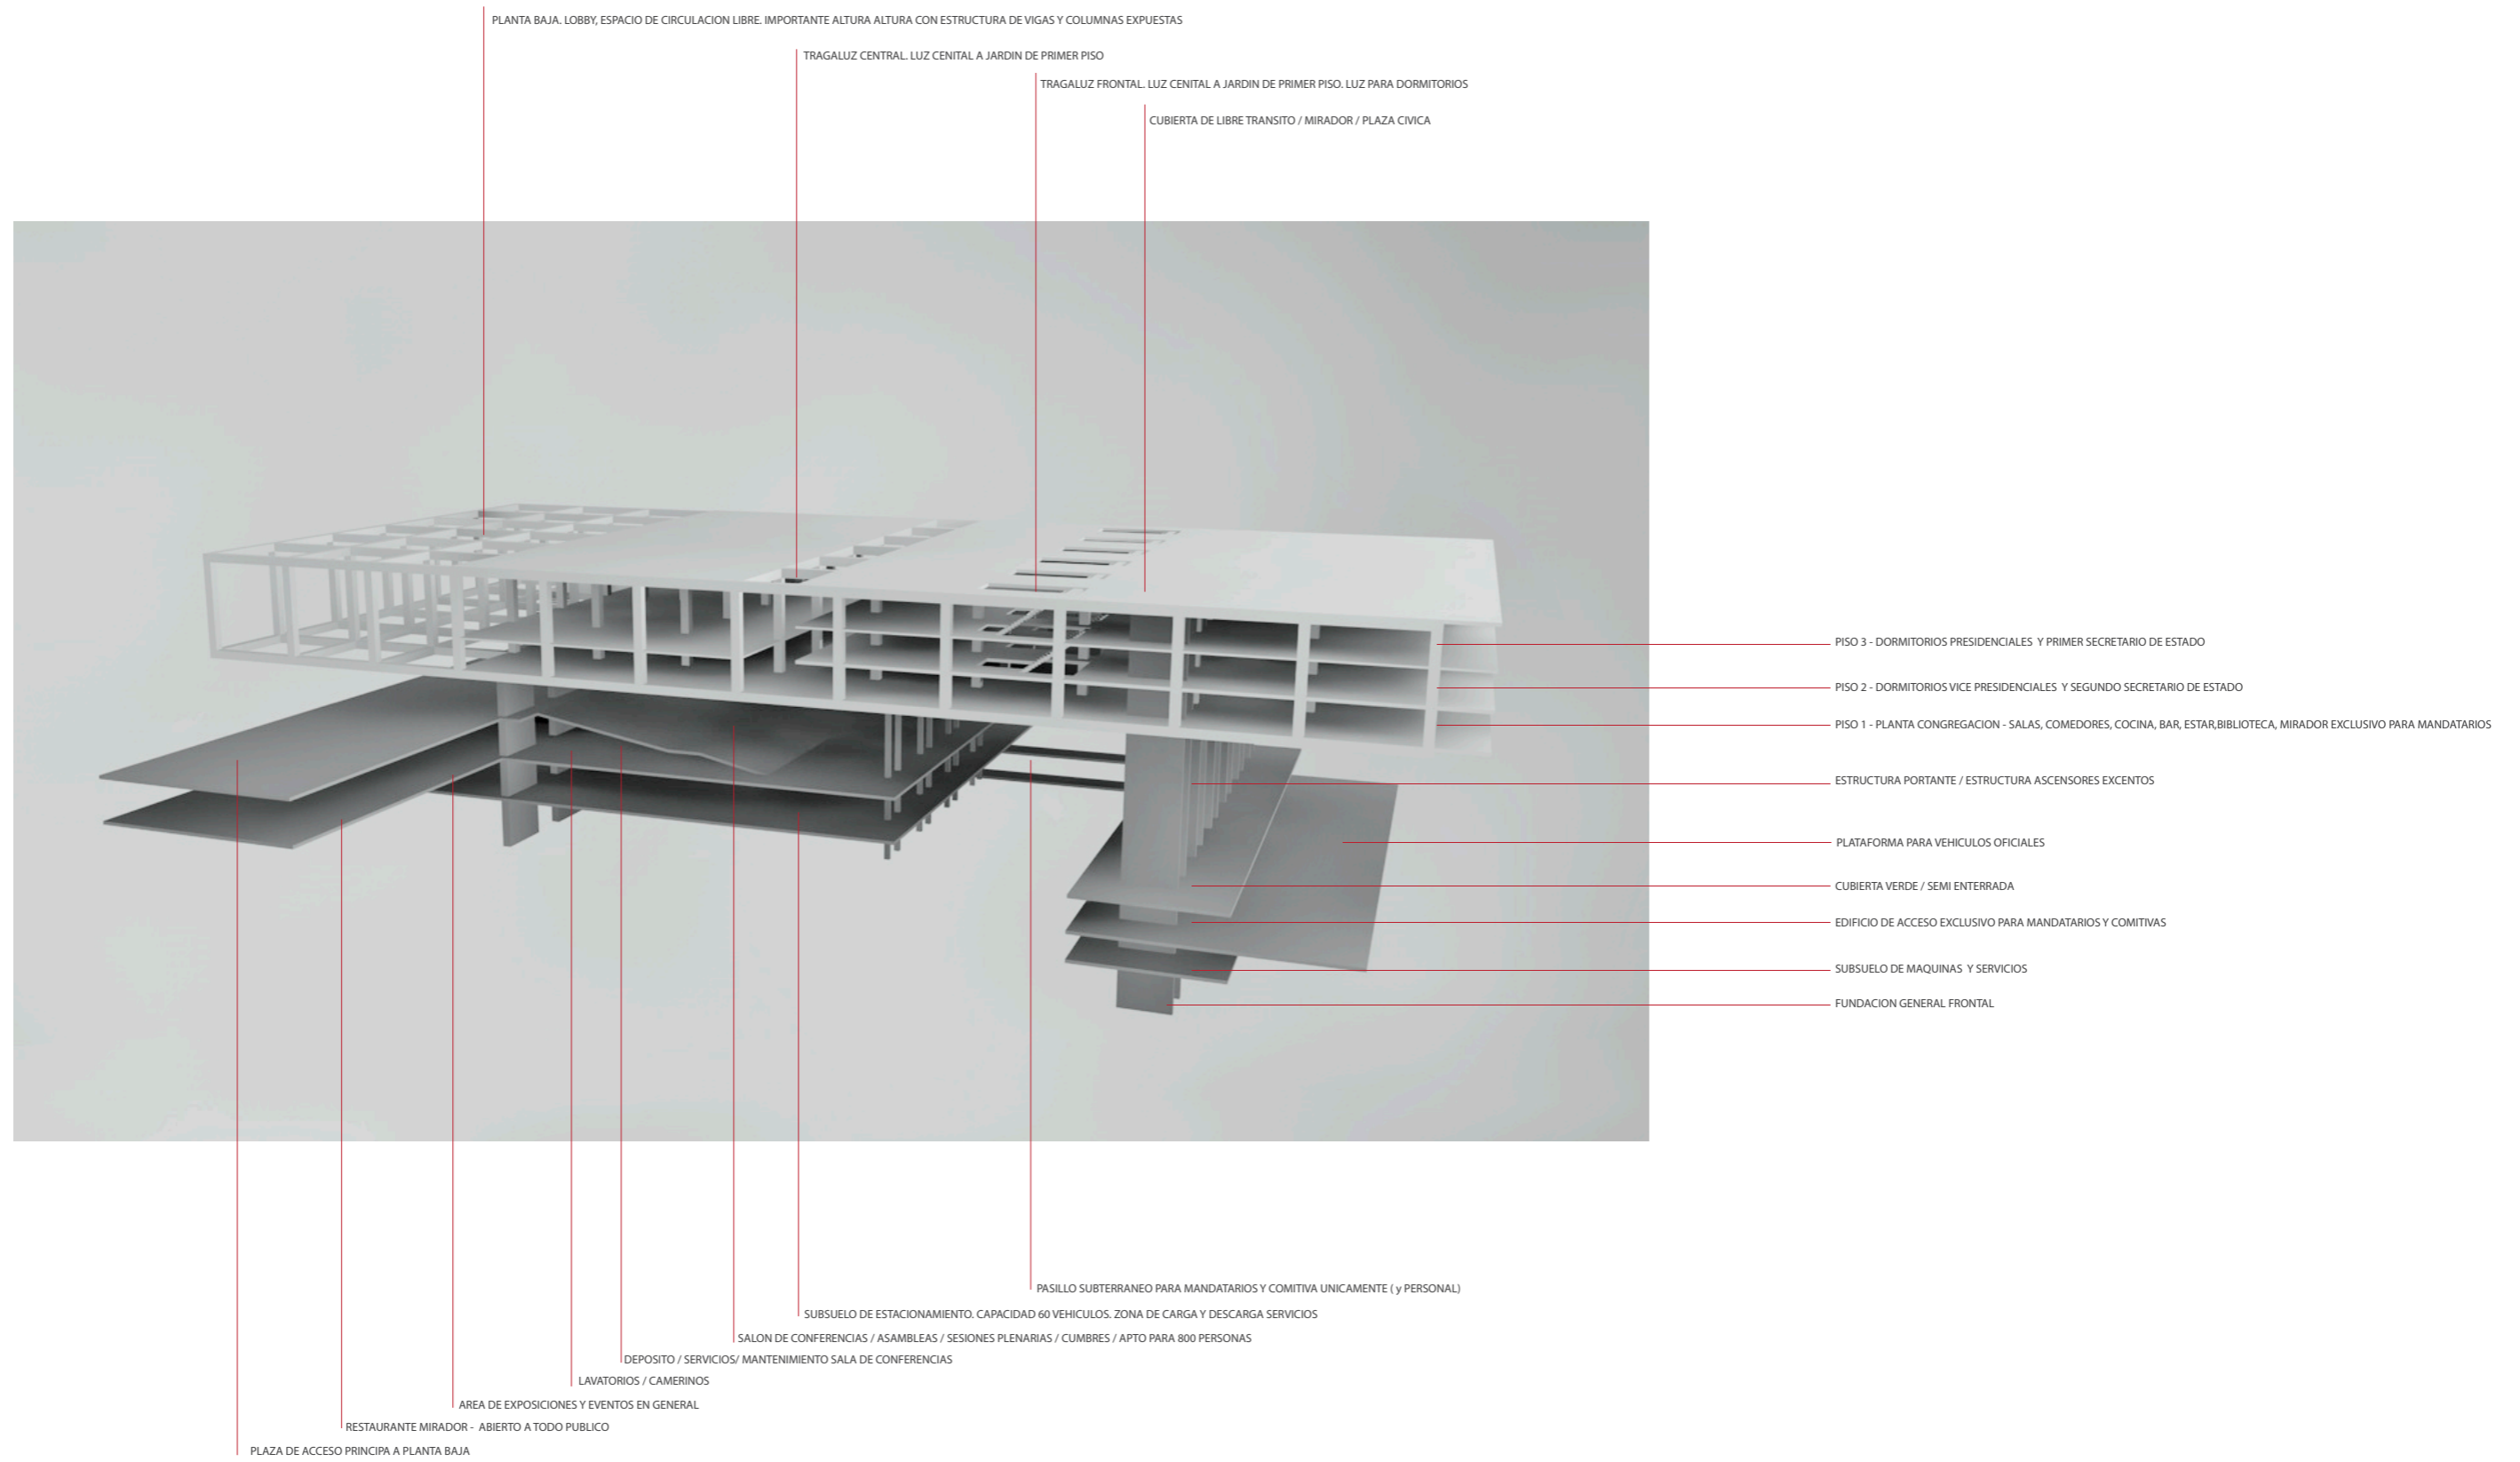 PLANTA BAJA. LOBBY, ESPACIO DE CIRCULACION LIBRE. IMPORTANTE ALTURA ALTURA CON ESTRUCTURA DE VIGAS Y COLUMNAS EXPUESTAS
TRAGALUZ CENTRAL. LUZ CENITAL A JARDIN DE PRIMER PISO
TRAGALUZ FRONTAL. LUZ CENITAL A JARDIN DE PRIMER PISO. LUZ PARA DORMITORIOS
CUBIERTA DE LIBRE TRANSITO / MIRADOR / PLAZA CIVICA
PISO 3 - DORMITORIOS PRESIDENCIALES Y PRIMER SECRETARIO DE ESTADO
PISO 2 - DORMITORIOS VICE PRESIDENCIALES Y SEGUNDO SECRETARIO DE ESTADO
PISO 1 - PLANTA CONGREGACION - SALAS, COMEDORES, COCINA, BAR, ESTAR,BIBLIOTECA, MIRADOR EXCLUSIVO PARA MANDATARIOS
ESTRUCTURA PORTANTE / ESTRUCTURA ASCENSORES EXCENTOS
PLATAFORMA PARA VEHICULOS OFICIALES
CUBIERTA VERDE / SEMI ENTERRADA
EDIFICIO DE ACCESO EXCLUSIVO PARA MANDATARIOS Y COMITIVAS
SUBSUELO DE MAQUINAS Y SERVICIOS
FUNDACION GENERAL FRONTAL
PASILLO SUBTERRANEO PARA MANDATARIOS Y COMITIVA UNICAMENTE ( y PERSONAL)
SUBSUELO DE ESTACIONAMIENTO. CAPACIDAD 60 VEHICULOS. ZONA DE CARGA Y DESCARGA SERVICIOS
SALON DE CONFERENCIAS / ASAMBLEAS / SESIONES PLENARIAS / CUMBRES / APTO PARA 800 PERSONAS
DEPOSITO / SERVICIOS/ MANTENIMIENTO SALA DE CONFERENCIAS
LAVATORIOS / CAMERINOS
AREA DE EXPOSICIONES Y EVENTOS EN GENERAL
RESTAURANTE MIRADOR - ABIERTO A TODO PUBLICO
PLAZA DE ACCESO PRINCIPA A PLANTA BAJA